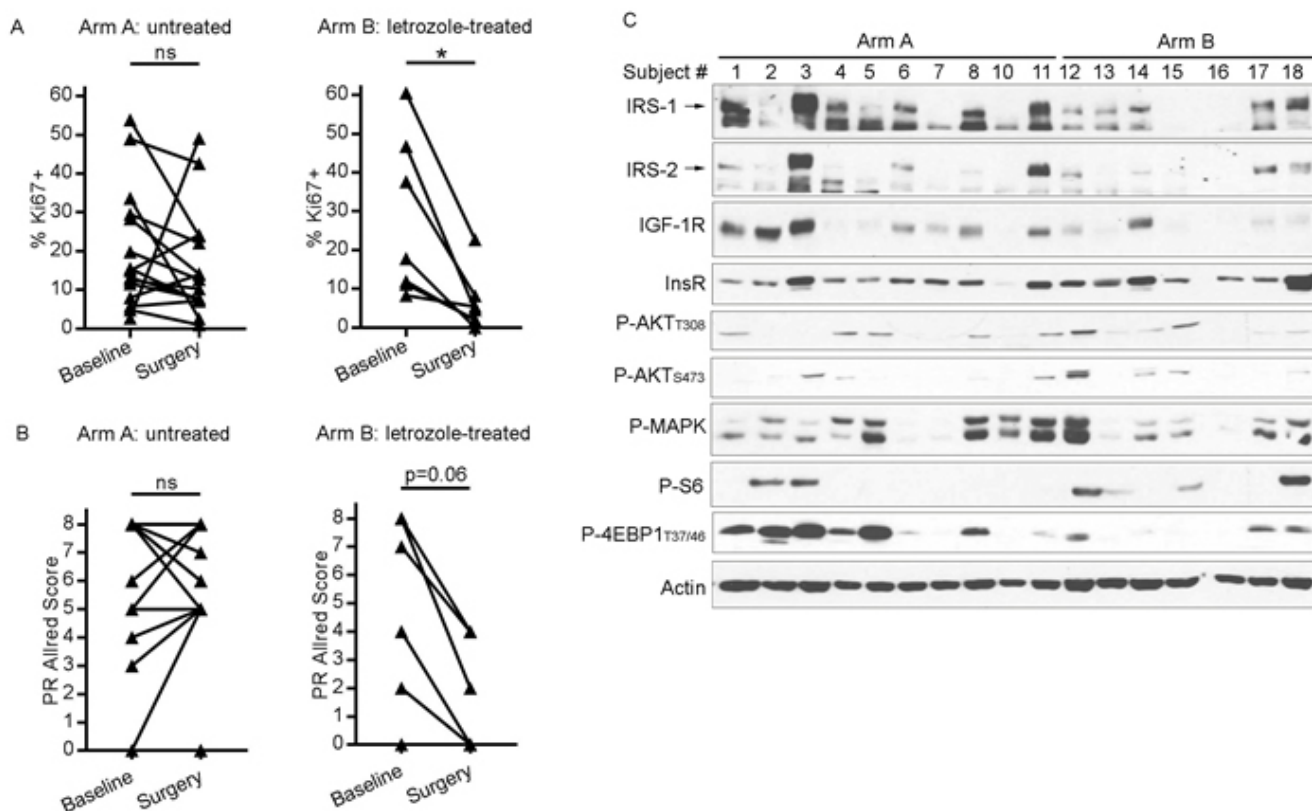 A
Arm A: untreated
ns
% Ki67+
60
50
40
30
20
10
0
Baseline
Surgery
Arm B: letrozole-treated
*
% Ki67+
60
50
40
30
20
10
0
Baseline
Surgery
B
Arm A: untreated
ns
PR Allred Score
8
7
6
5
4
3
2
1
0
Baseline
Surgery
Arm B: letrozole-treated
p=0.06
PR Allred Score
8
7
6
5
4
3
2
1
0
Baseline
Surgery
C
Arm A Arm B
Subject # 1 2 3 4 5 6 7 8 10 11 12 13 14 15 16 17 18
IRS-1
IRS-2
IGF-1R
InsR
P-AKTT308
P-AKTS473
P-MAPK
P-S6
P-4EBP1T37/46
Actin